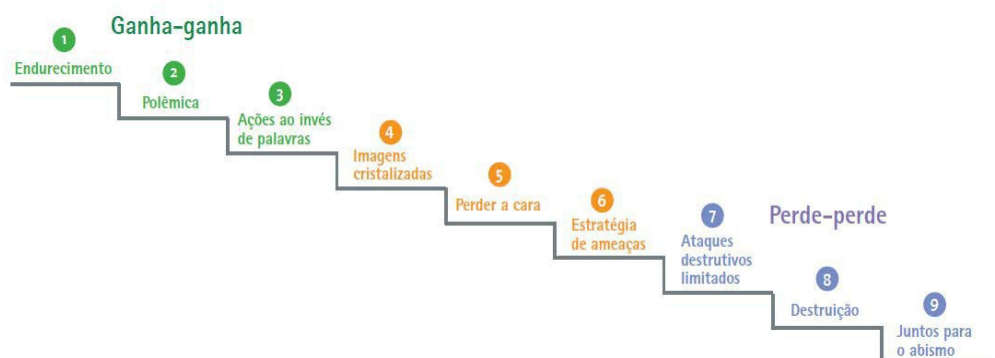 Ganha-ganha
1
Endurecimento
2
Polêmica
3
Ações ao invés
de palavras
4
Imagens
cristalizadas
5
Perder a cara
6
Estratégia
de ameaças
7
Ataques
destrutivos
limitados
Perde-perde
8
Destruição
9
Juntos para
o abismo